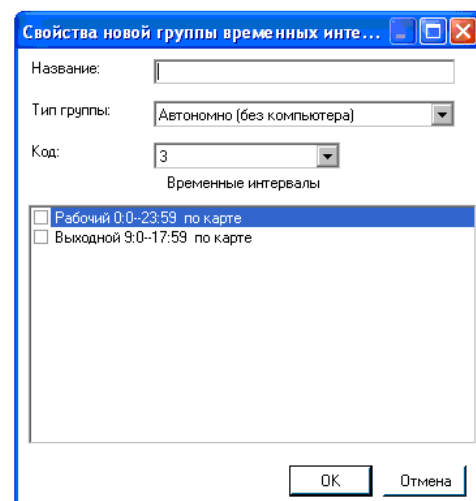 Свойства новой группы временных инте...
Название:
Тип группы: Автономно (без компьютера)
Код: 3
Временные интервалы
Рабочий 0:0--23:59 по карте
Выходной 9:0--17:59 по карте
OK Отмена